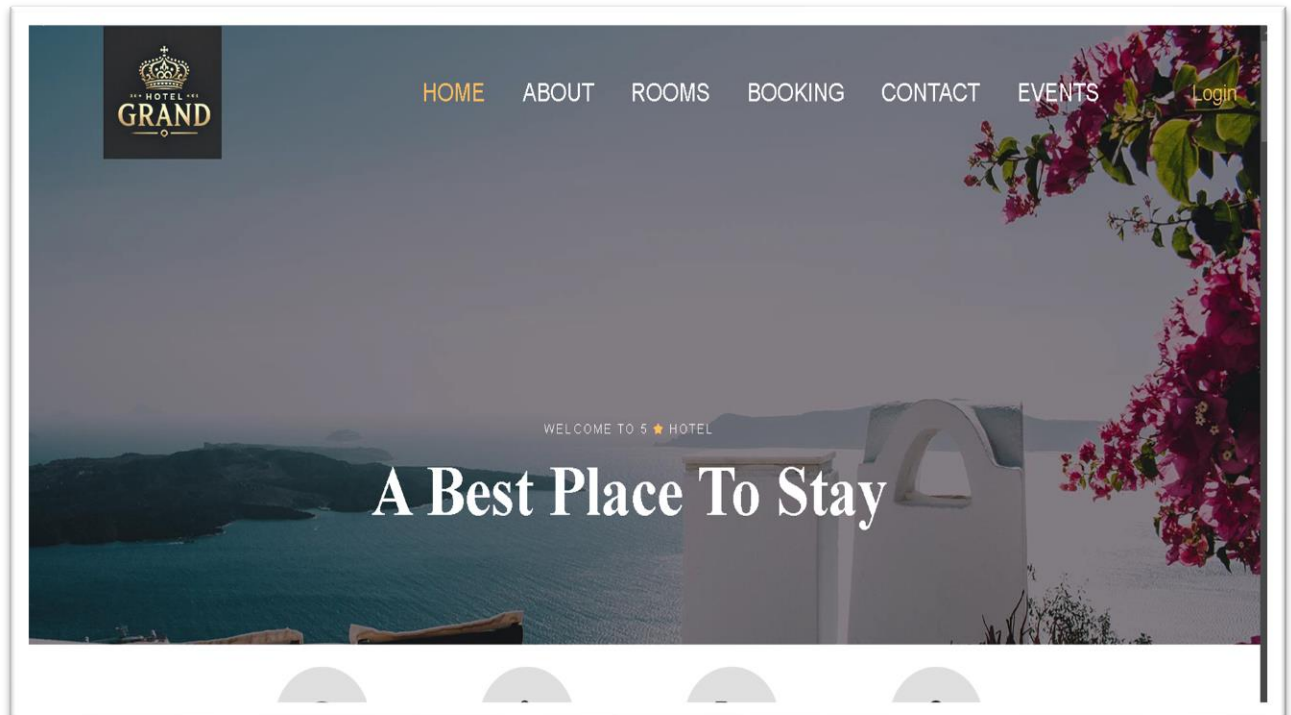 HOTEL
GRAND
HOME ABOUT ROOMS BOOKING CONTACT EVENTS Login
WELCOME TO 5 ★ HOTEL
A Best Place To Stay